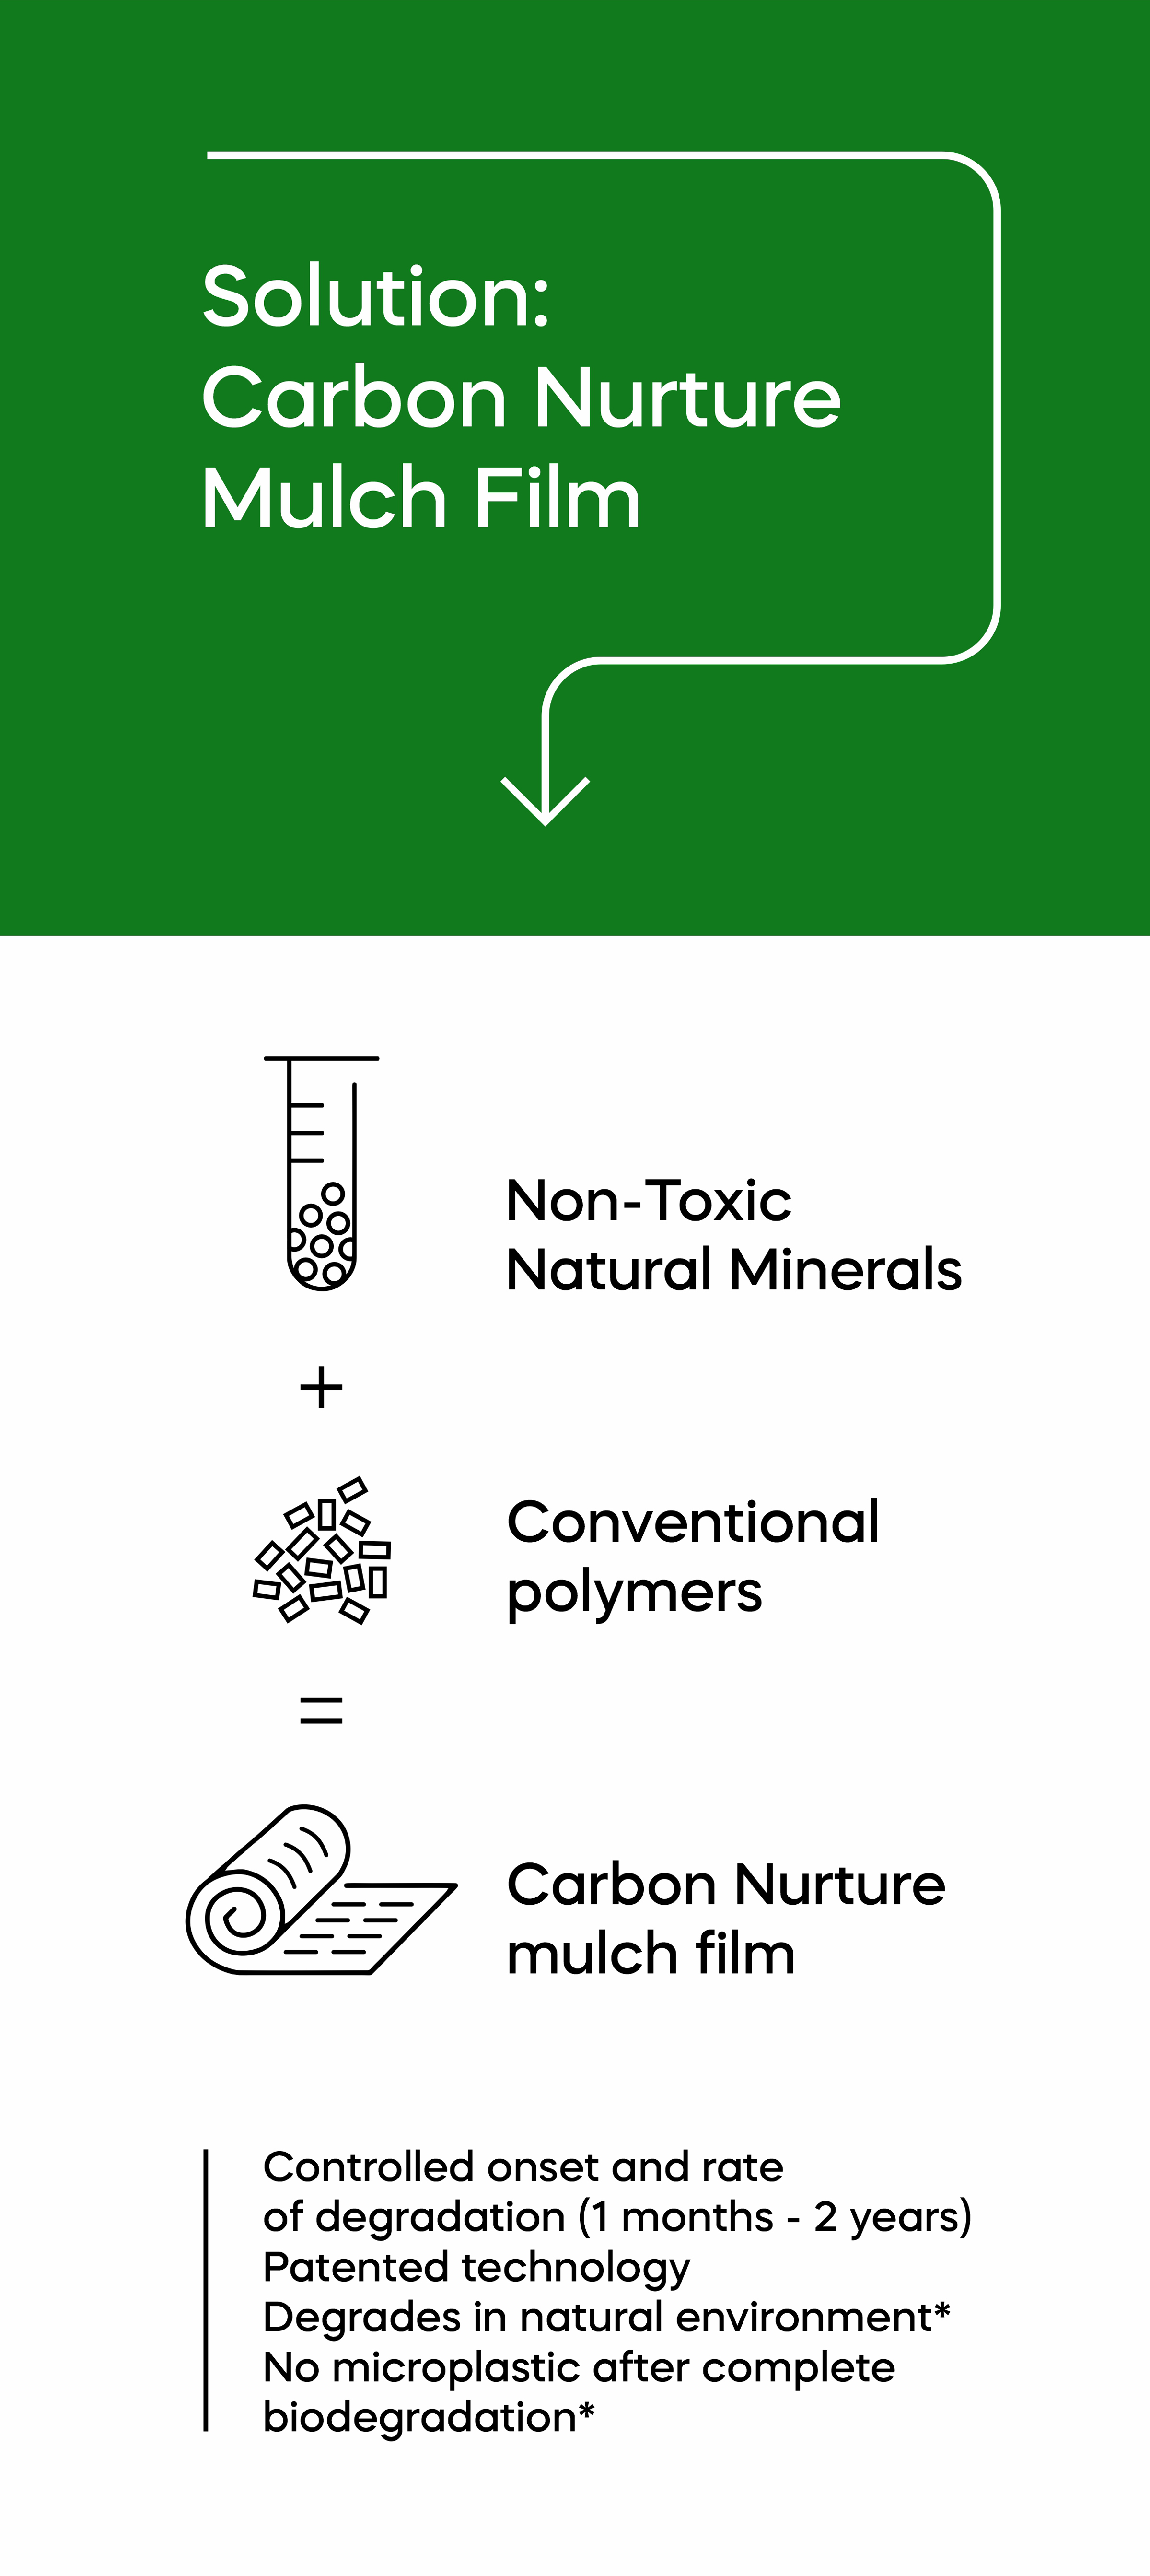 Solution:
Carbon Nurture
Mulch Film
Non-Toxic
Natural Minerals
+
Conventional
polymers
=
Carbon Nurture
mulch film
Controlled onset and rate
of degradation (1 months - 2 years)
Patented technology
Degrades in natural environment*
No microplastic after complete
biodegradation*